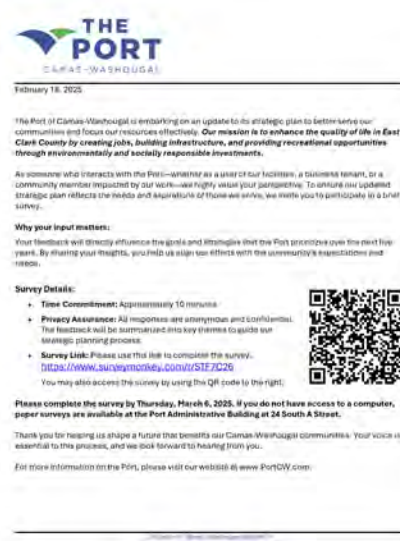 THE
PORT
CAMAS-WASHOUGAL
February 18, 2025
The Port of Camas-Washougal is embarking on an update to its strategic plan to better serve our
communities and focus our resources effectively. Our mission is to enhance the quality of life in East
Clark County by creating jobs, building infrastructure, and providing recreational opportunities
through environmentally and socially responsible investments.
As someone who interacts with the Port—whether as a user of our facilities, a business tenant, or a
community member impacted by our work—we highly value your perspective. To ensure our updated
strategic plan reflects the needs and aspirations of those we serve, we invite you to participate in a brief
survey.
Why your input matters:
Your feedback will directly influence the goals and strategies that the Port prioritizes over the next five
years. By sharing your thoughts, you help us align our efforts with the community's expectations and
needs.
Survey Details:
• Time Commitment: Approximately 10 minutes
• Privacy Assurance: All responses are anonymous and confidential.
The feedback will be summarized into key themes to guide our
strategic planning process.
• Survey Link: Please use this link to complete the survey.
https://www.surveymonkey.com/r/STF7C26
You may also access the survey by using the QR code to the right.
Please complete the survey by Thursday, March 6, 2025. If you do not have access to a computer,
paper surveys are available at the Port Administrative Building at 24 South A Street.
Thank you for helping us shape a future that benefits our Camas-Washougal communities. Your voice is
essential to this process, and we look forward to hearing from you.
For more information on the Port, please visit our website at www.PortCW.com.